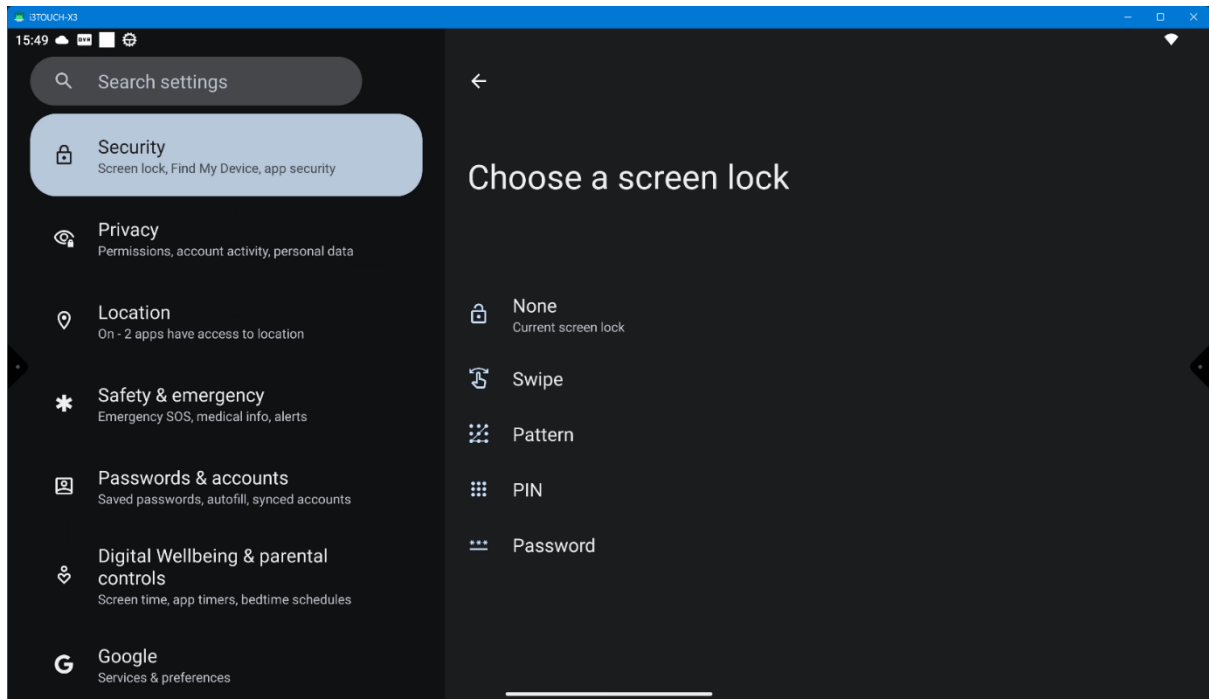 i3TOUCH-X3
15:49
DVR
Search settings
Security
Screen lock, Find My Device, app security
Privacy
Permissions, account activity, personal data
Location
On - 2 apps have access to location
Safety & emergency
Emergency SOS, medical info, alerts
Passwords & accounts
Saved passwords, autofill, synced accounts
Digital Wellbeing & parental
controls
Screen time, app timers, bedtime schedules
Google
Services & preferences
Choose a screen lock
None
Current screen lock
Swipe
Pattern
PIN
Password